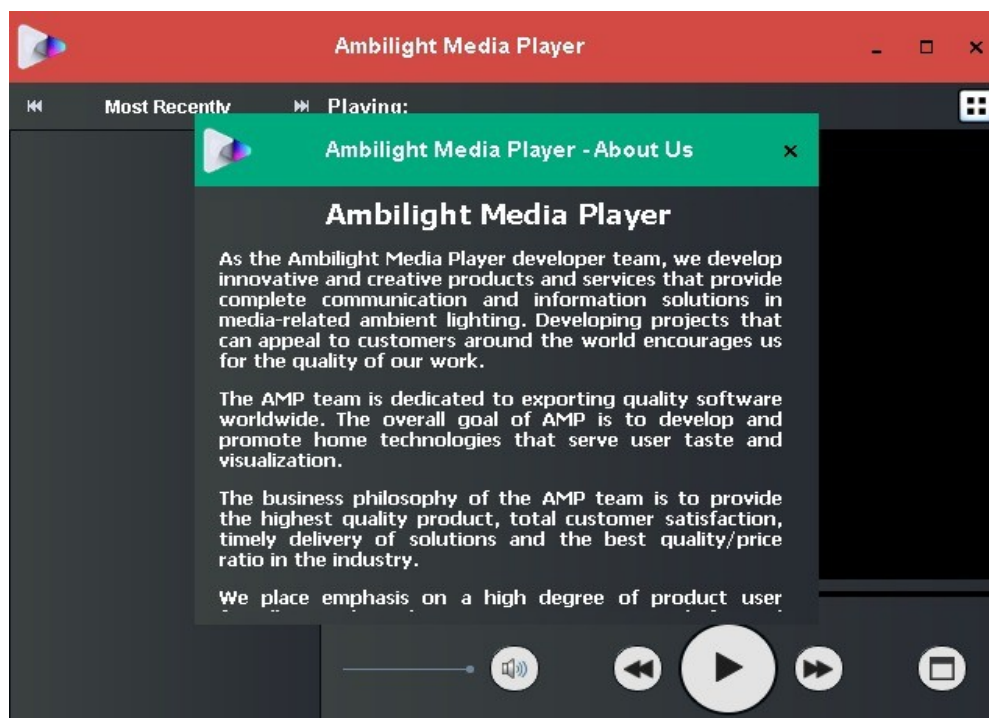 Ambilight Media Player
Most Recently
Playing:
Ambilight Media Player - About Us
Ambilight Media Player
As the Ambilight Media Player developer team, we develop
innovative and creative products and services that provide
complete communication and information solutions in
media-related ambient lighting. Developing projects that
can appeal to customers around the world encourages us
for the quality of our work.
The AMP team is dedicated to exporting quality software
worldwide. The overall goal of AMP is to develop and
promote home technologies that serve user taste and
visualization.
The business philosophy of the AMP team is to provide
the highest quality product, total customer satisfaction,
timely delivery of solutions and the best quality/price
ratio in the industry.
We place emphasis on a high degree of product user